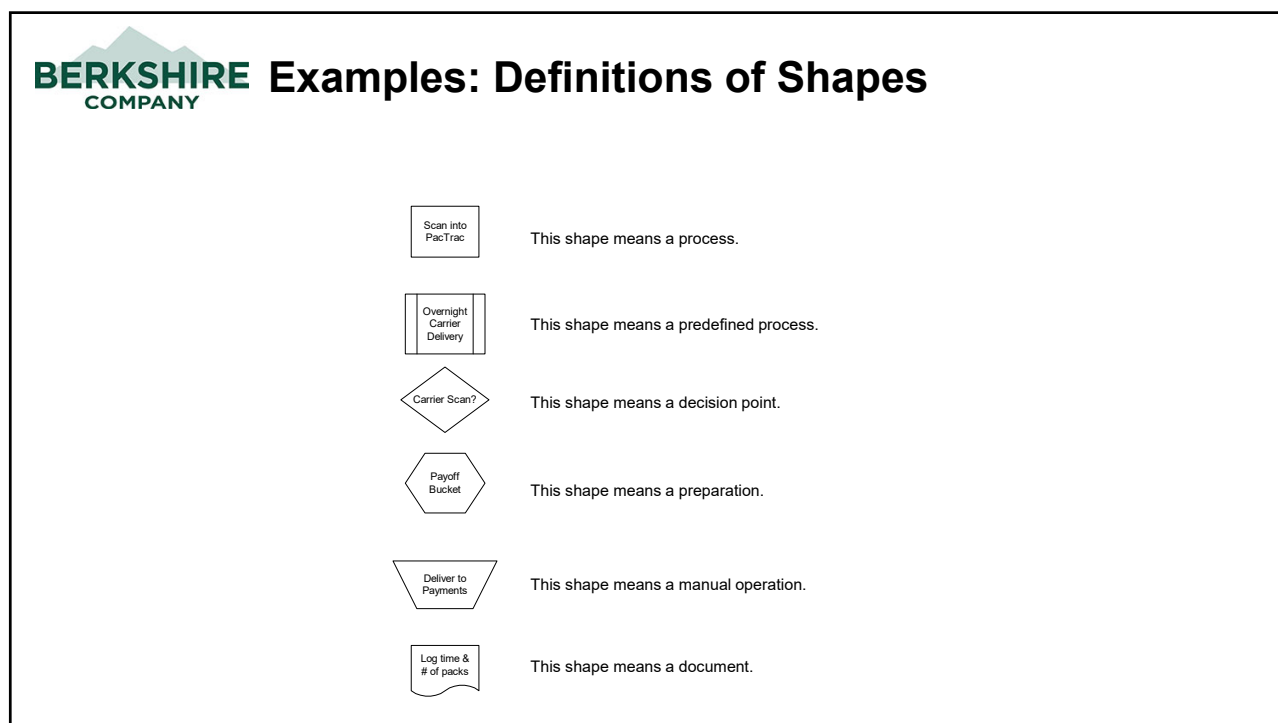 BERKSHIRE
COMPANY
Examples: Definitions of Shapes
Scan into
PacTrac
This shape means a process.
Overnight
Carrier
Delivery
This shape means a predefined process.
Carrier Scan?
This shape means a decision point.
Payoff
Bucket
This shape means a preparation.
Deliver to
Payments
This shape means a manual operation.
Log time &
# of packs
This shape means a document.